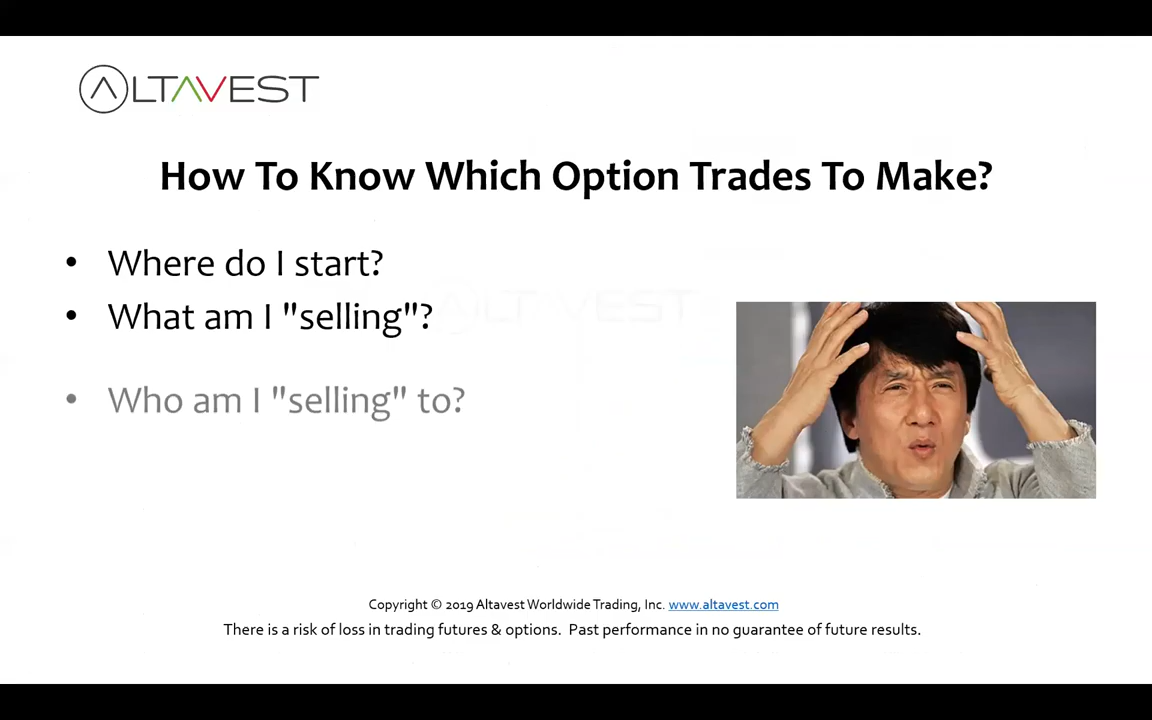 ALTAVEST
How To Know Which Option Trades To Make?
• Where do I start?
• What am I "selling"?
ALTAVEST
• Who am I "selling" to?
Copyright © 2019 Altavest Worldwide Trading, Inc. www.altavest.com
There is a risk of loss in trading futures & options. Past performance in no guarantee of future results.